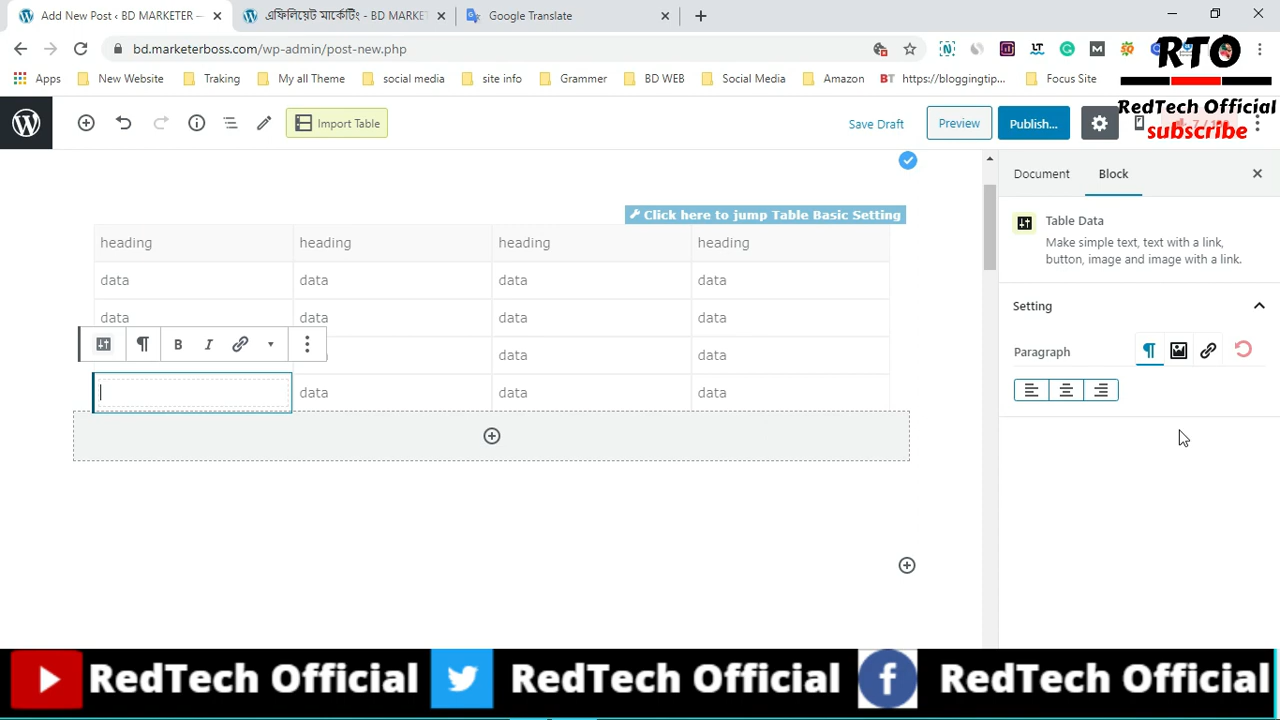 Add New Post ‹ BD MARKETER —
এফিলিয়েট মার্কেটিং - BD MARKET
Google Translate
bd.marketerboss.com/wp-admin/post-new.php
Apps
New Website
Traking
My all Theme
social media
site info
Grammer
BD WEB
Social Media
Amazon
https://bloggingtip...
Focus Site
RTO
RedTech Official
subscribe
Import Table
Save Draft
Preview
Publish...
Document
Block
Click here to jump Table Basic Setting
Table Data
Make simple text, text with a link,
button, image and image with a link.
heading heading heading heading
data data data data
data data data data
data data
data data data
Setting
Paragraph
RedTech Official
RedTech Official
RedTech Official